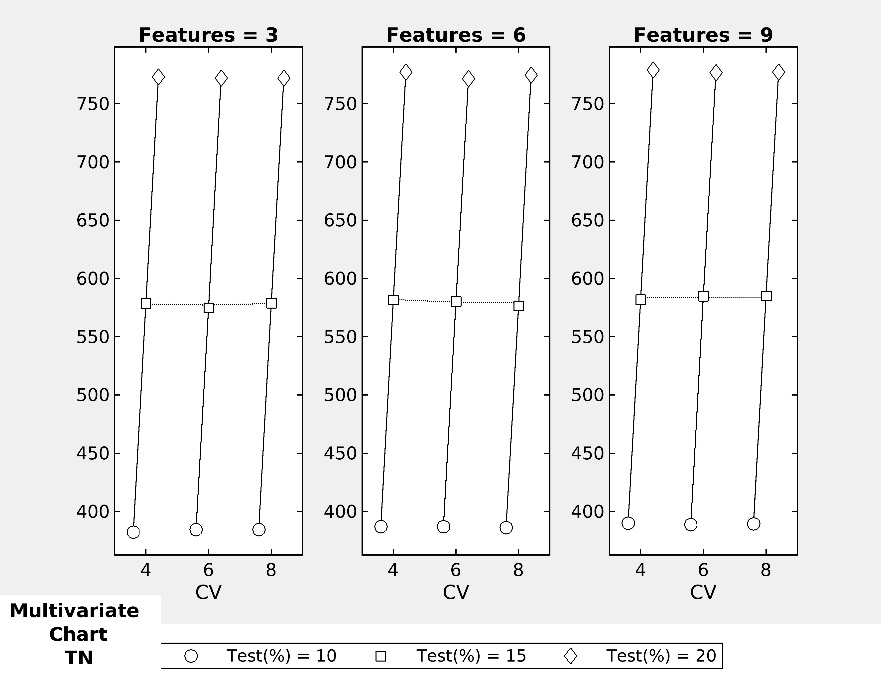 Features = 3
Features = 6
Features = 9
750
700
650
600
550
500
450
400
750
700
650
600
550
500
450
400
750
700
650
600
550
500
450
400
4 6 8
4 6 8
4 6 8
CV
CV
CV
Multivariate
Chart
TN
Test(%) = 10
Test(%) = 15
Test(%) = 20